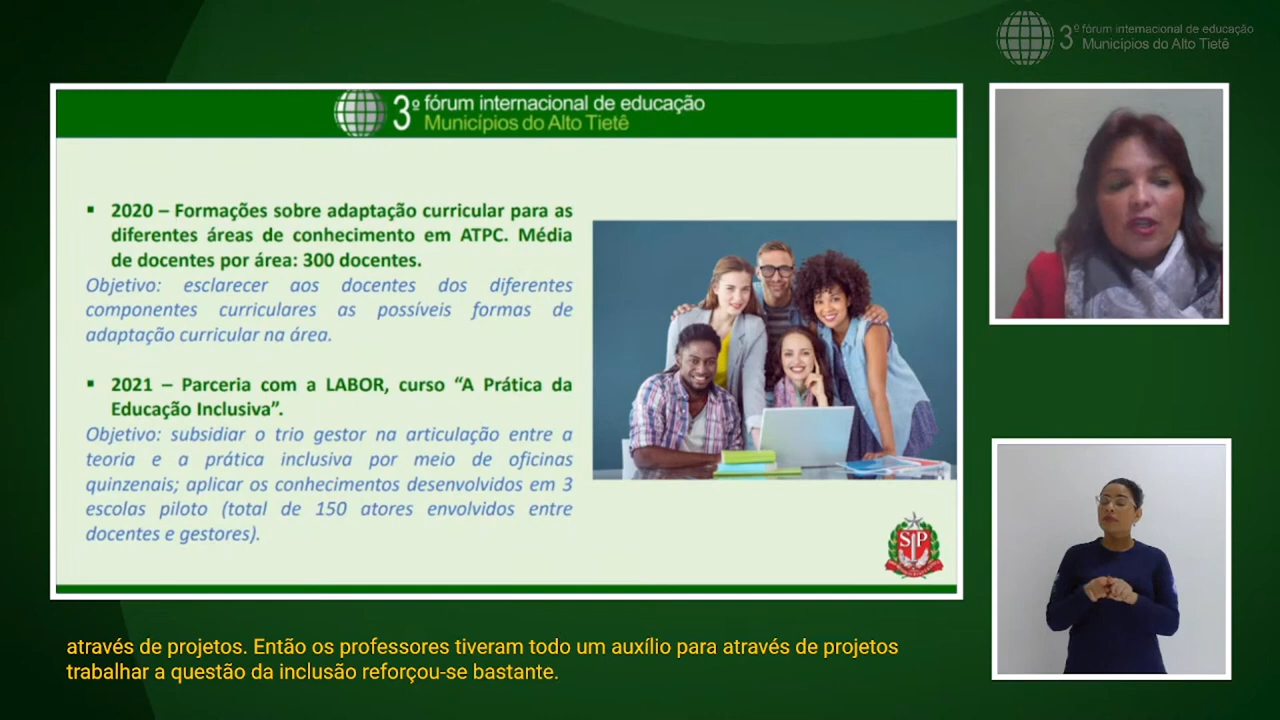 3º fórum internacional de educação
Municípios do Alto Tietê
3º fórum internacional de educação
Municípios do Alto Tietê
▪ 2020 – Formações sobre adaptação curricular para as
diferentes áreas de conhecimento em ATPC. Média
de docentes por área: 300 docentes.
Objetivo: esclarecer aos docentes dos diferentes
componentes curriculares as possíveis formas de
adaptação curricular na área.
▪ 2021 – Parceria com a LABOR, curso “A Prática da
Educação Inclusiva”.
Objetivo: subsidiar o trio gestor na articulação entre a
teoria e a prática inclusiva por meio de oficinas
quinzenais; aplicar os conhecimentos desenvolvidos em 3
escolas piloto (total de 150 atores envolvidos entre
docentes e gestores).
SP
através de projetos. Então os professores tiveram todo um auxílio para através de projetos
trabalhar a questão da inclusão reforçou-se bastante.